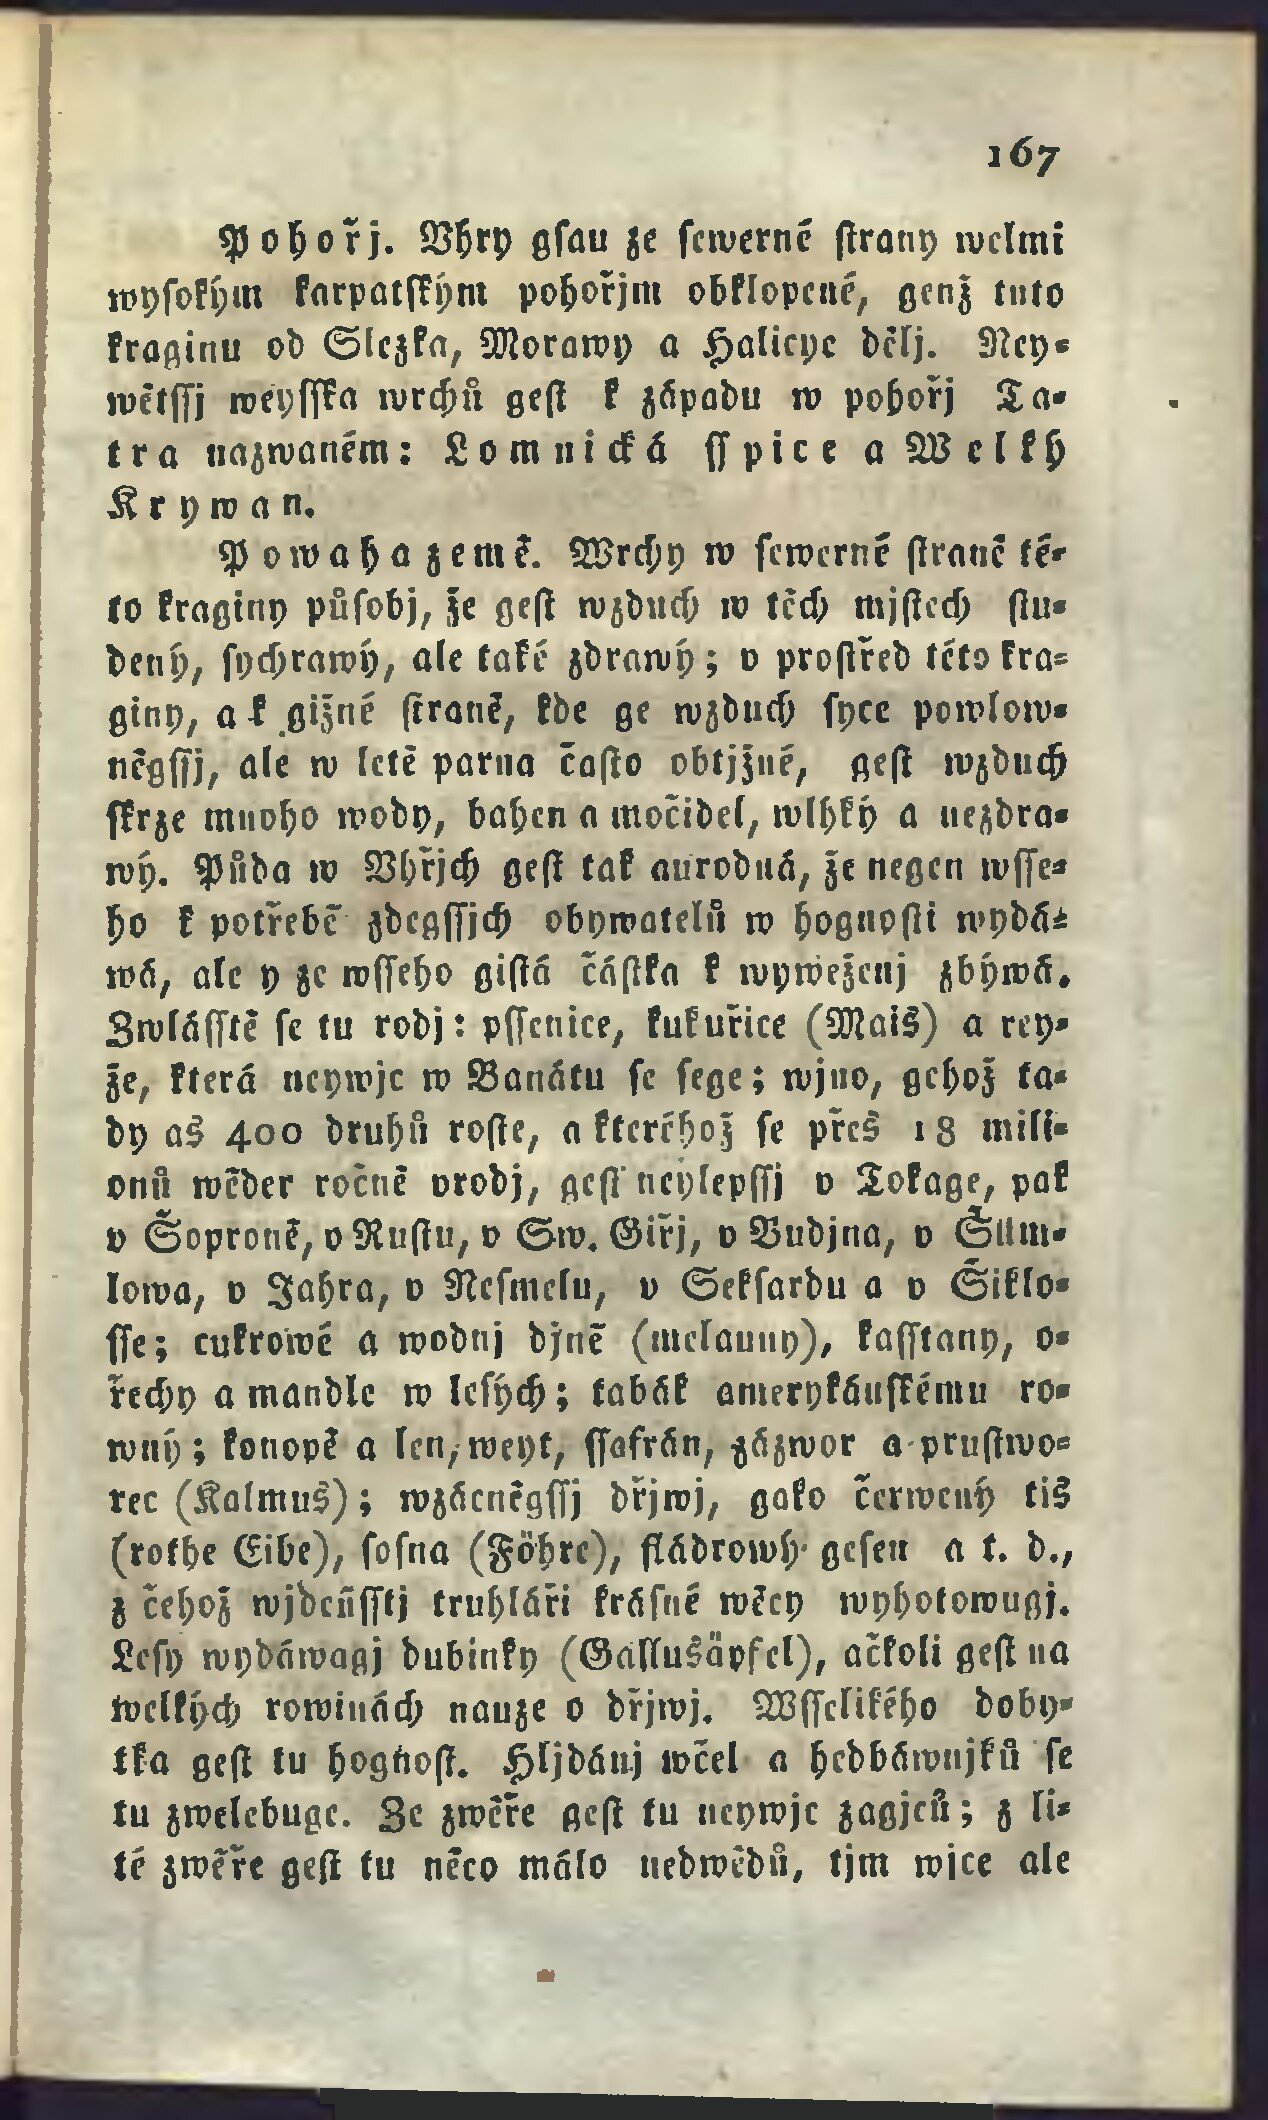 167
Pohořj. Vhry gsau ze sewerné strany welmi
wysokým karpatským pohořjm obklopené, genž tuto
kraginu od Slezka, Morawy a Halicye dělj. Ney-
wětssj weysska wrchů gest k západu w pohořj Ta-
tra nazwaném: Lomnická sspice a Welký
Krywan.
Powaha země. Wrchy w sewerné straně té-
to kraginy působj, že gest wzduch w těch mjstech stu-
dený, sychrawý, ale také zdrawý; v prostřed této kra-
giny, a k gižné straně, kde ge wzduch syce powlow-
něgssj, ale w letě parna často obtjžné, gest wzduch
skrze mnoho wody, bahen a močidel, wlhký a nezdra-
wý. Půda w Vhřjch gest tak aurodná, že negen wsse-
ho k potřebě zdegssjch obywatelů w hognosti wydá-
wá, ale y ze wsseho gistá částka k wyweženj zbýwá.
Zwlásstě se tu rodj: pssenice, kukuřice (Mais) a rey-
že, která neywjc w Banátu se sege; wjno, gehož ta-
dy as 400 druhů roste, a kteréhož se přes 18 mili-
onů wěder ročně vrodj, gest neylepssj v Tokage, pak
v Šoproně, v Rustu, v Sw. Giřj, v Budjna, v Šüm-
lowa, v Jahra, v Nesmelu, v Seksardu a v Šiklo-
sse; cukrowé a wodnj djně (melauny), kasstany, o-
řechy a mandle w lesých; tabák amerykánskému ro-
wný; konopě a len, weyt, ssafrán, zázwor a prustwo-
rec (Kalmus); wzácněgssj dřjwj, gako čerwený tis
(rothe Eibe), sosna (Föhre), fládrowý gesen a t. d.,
z čehož wjdeňsstj truhláři krásné wěcy wyhotowugj.
Lesy wydáwagj dubinky (Gallusäpfel), ačkoli gest na
welkých rowinách nauze o dřjwj. Wsselikého doby-
tka gest tu hognost. Hljdánj wčel a hedbáwnjků se
tu zwelebuge. Ze zwěře gest tu neywjc zagjců; z li-
té zwěře gest tu něco málo nedwědů, tjm wjce ale